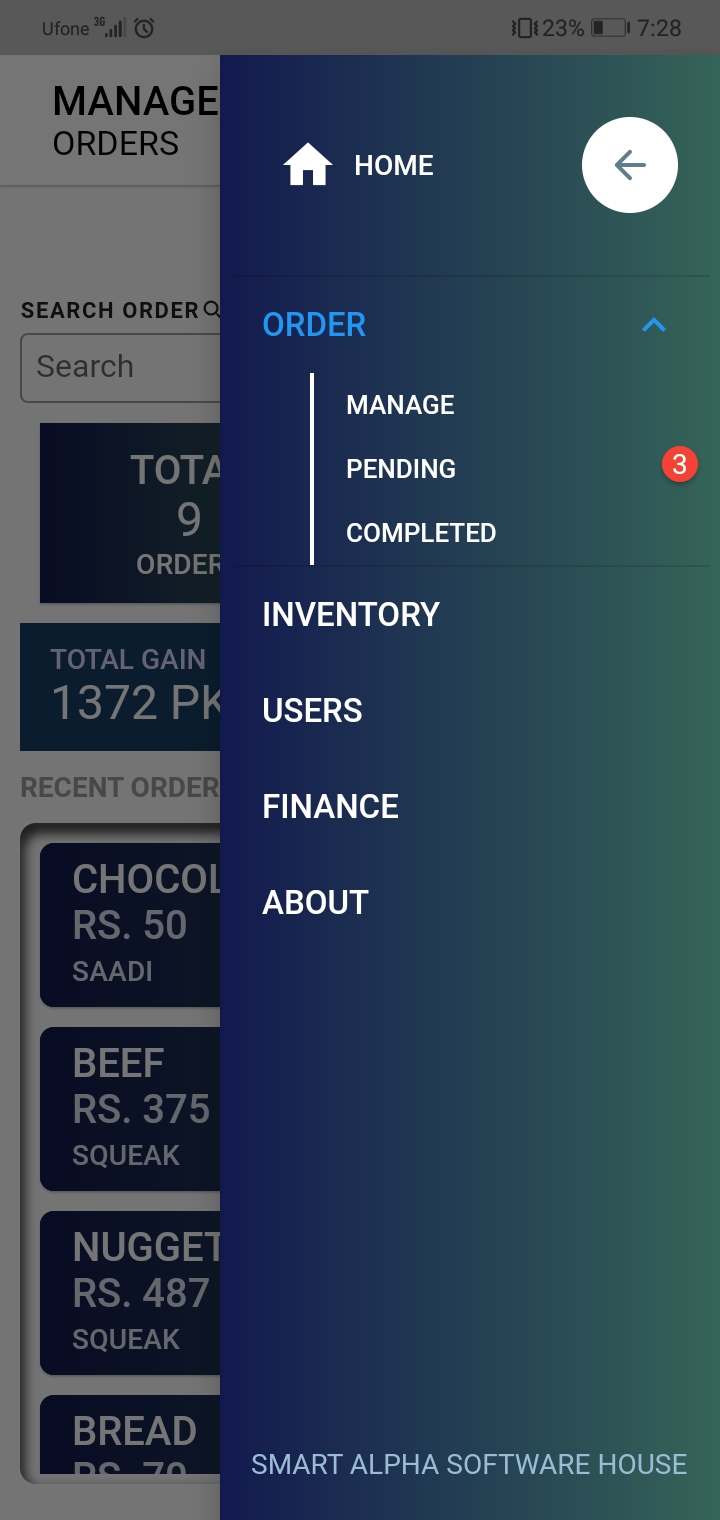 Ufone 3G 23% 7:28
MANAGE
ORDERS
HOME
SEARCH ORDER
Search
ORDER
MANAGE
PENDING 3
COMPLETED
TOTA
9
ORDER
TOTAL GAIN
1372 PK
RECENT ORDER
INVENTORY
USERS
FINANCE
ABOUT
CHOCOL
RS. 50
SAADI
BEEF
RS. 375
SQUEAK
NUGGET
RS. 487
SQUEAK
BREAD
RS. 70
SMART ALPHA SOFTWARE HOUSE